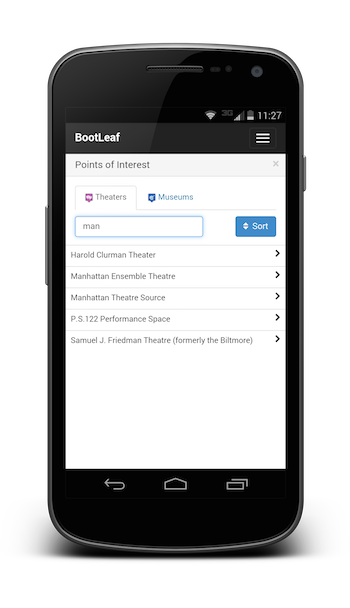 3G 11:27
BootLeaf
Points of Interest ×
Theaters Museums
man Sort
Harold Clurman Theater
Manhattan Ensemble Theatre
Manhattan Theatre Source
P.S.122 Performance Space
Samuel J. Friedman Theatre (formerly the Biltmore)